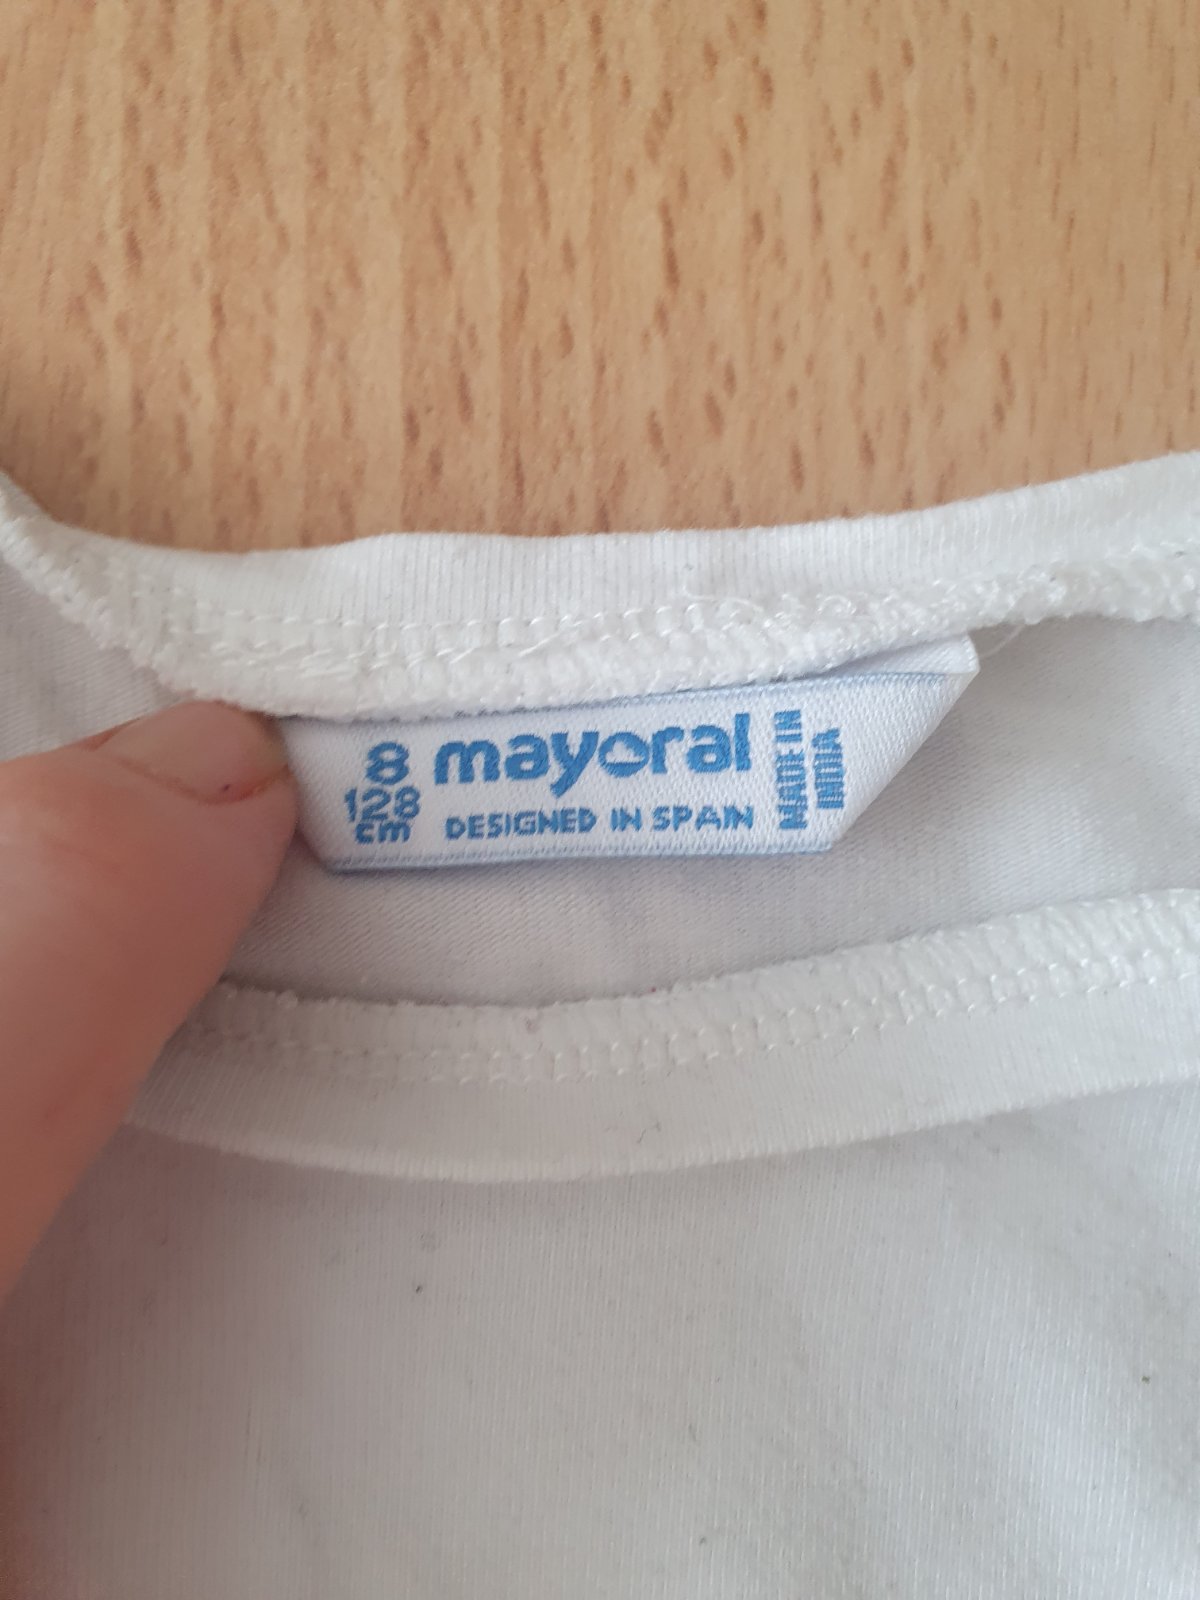 8
128
cm
mayoral
DESIGNED IN SPAIN
MADE IN
INDIA